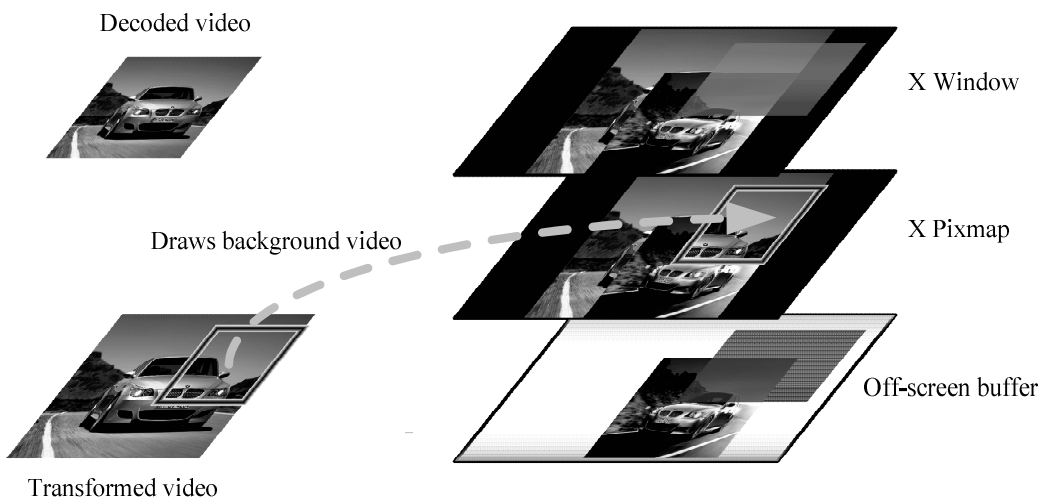 Decoded video
X Window
Draws background video
X Pixmap
Off-screen buffer
Transformed video